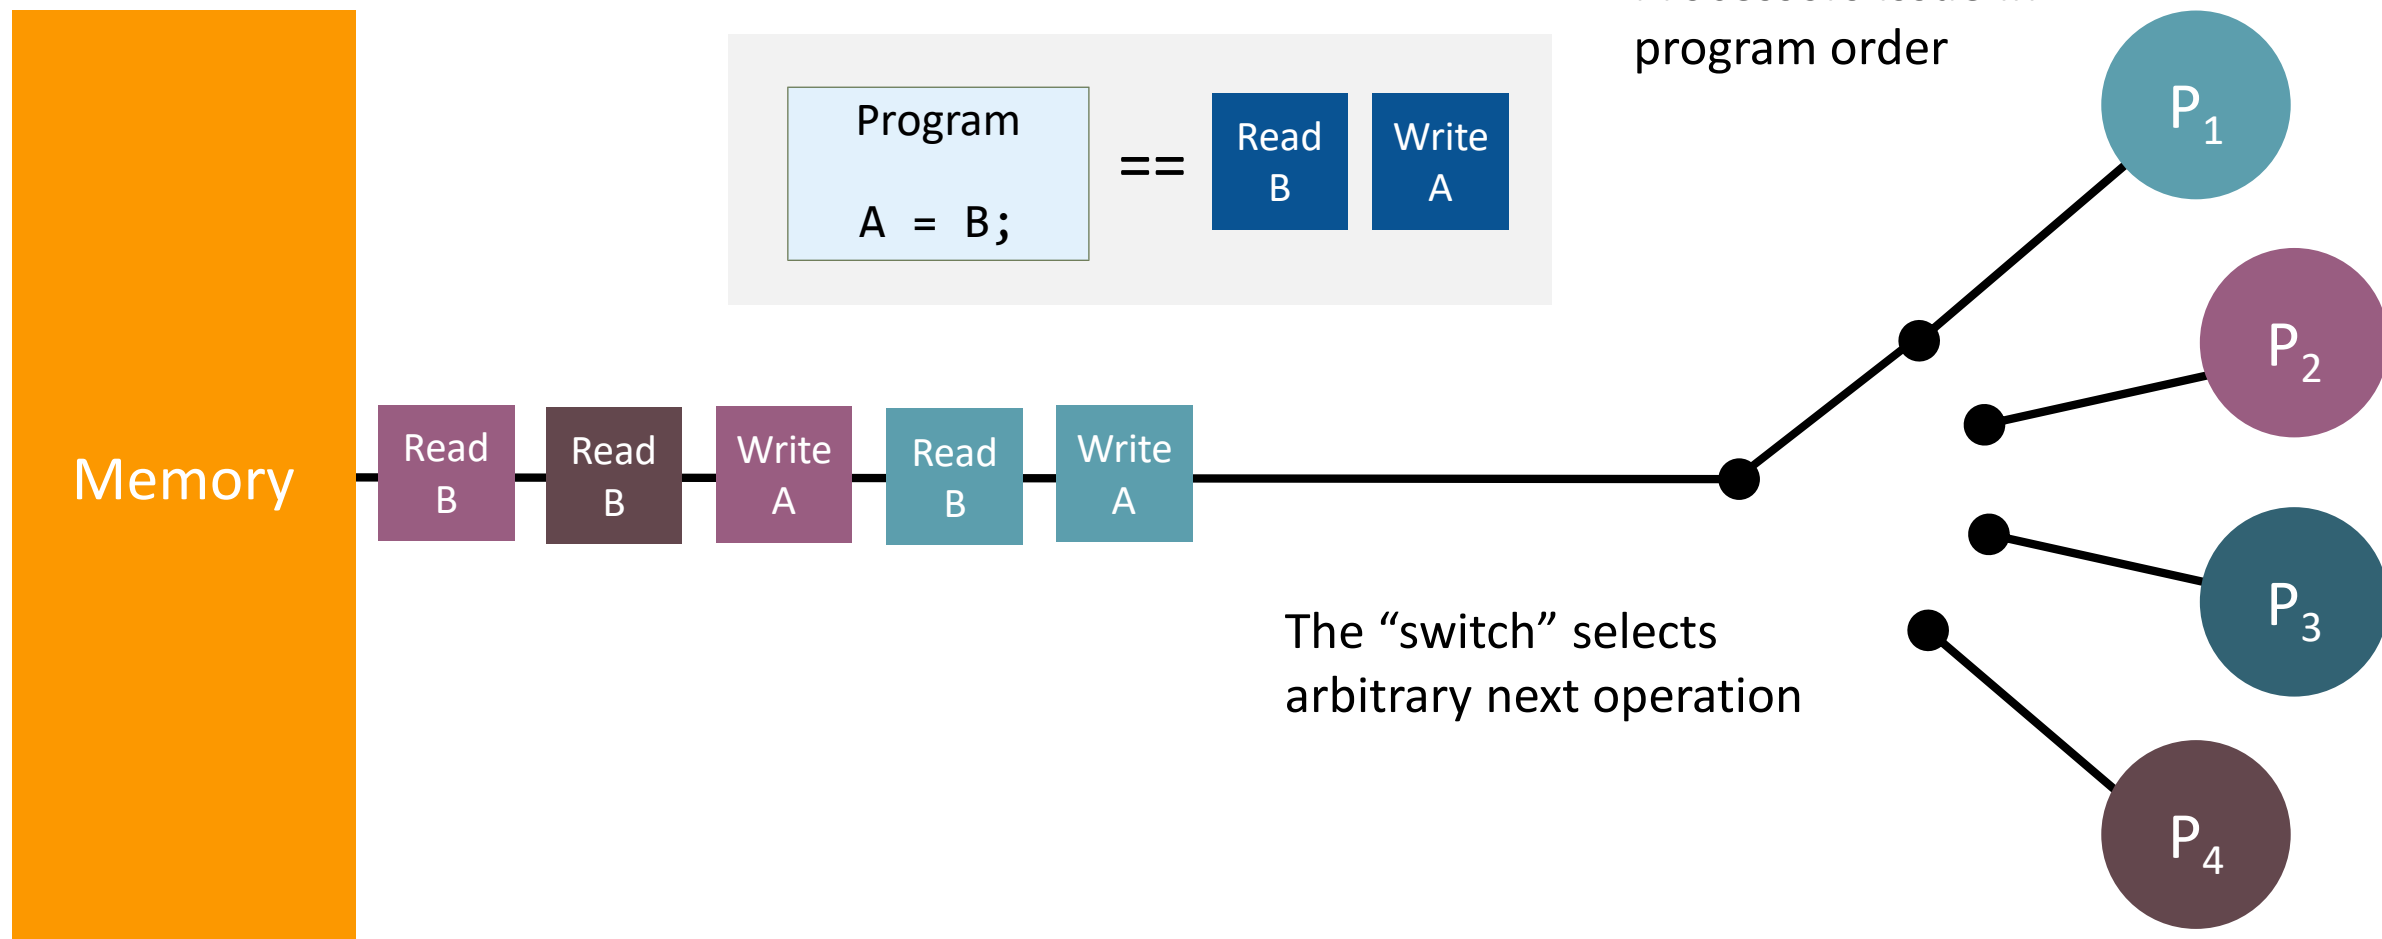 program order
Program
A = B;
==
Read
B
Write
A
P1
P2
P3
P4
Memory
Read
B
Read
B
Write
A
Read
B
Write
A
The “switch” selects
arbitrary next operation